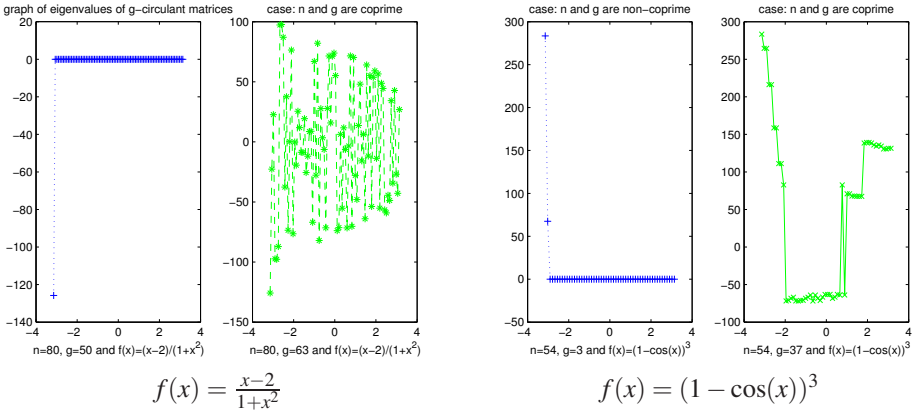 graph of eigenvalues of g-circulant matrices
case: n and g are coprime
case: n and g are non-coprime
case: n and g are coprime
20
0
−20
−40
−60
−80
−100
−120
−140
−4 −2 0 2 4
n=80, g=50 and f(x)=(x−2)/(1+x²)
100
50
0
−50
−100
−150
−4 −2 0 2 4
n=80, g=63 and f(x)=(x−2)/(1+x²)
300
250
200
150
100
50
0
−50
−4 −2 0 2 4
n=54, g=3 and f(x)=(1−cos(x))³
300
250
200
150
100
50
0
−50
−100
−4 −2 0 2 4
n=54, g=37 and f(x)=(1−cos(x))³
f(x) = x−2 / 1+x²
f(x) = (1 − cos(x))³